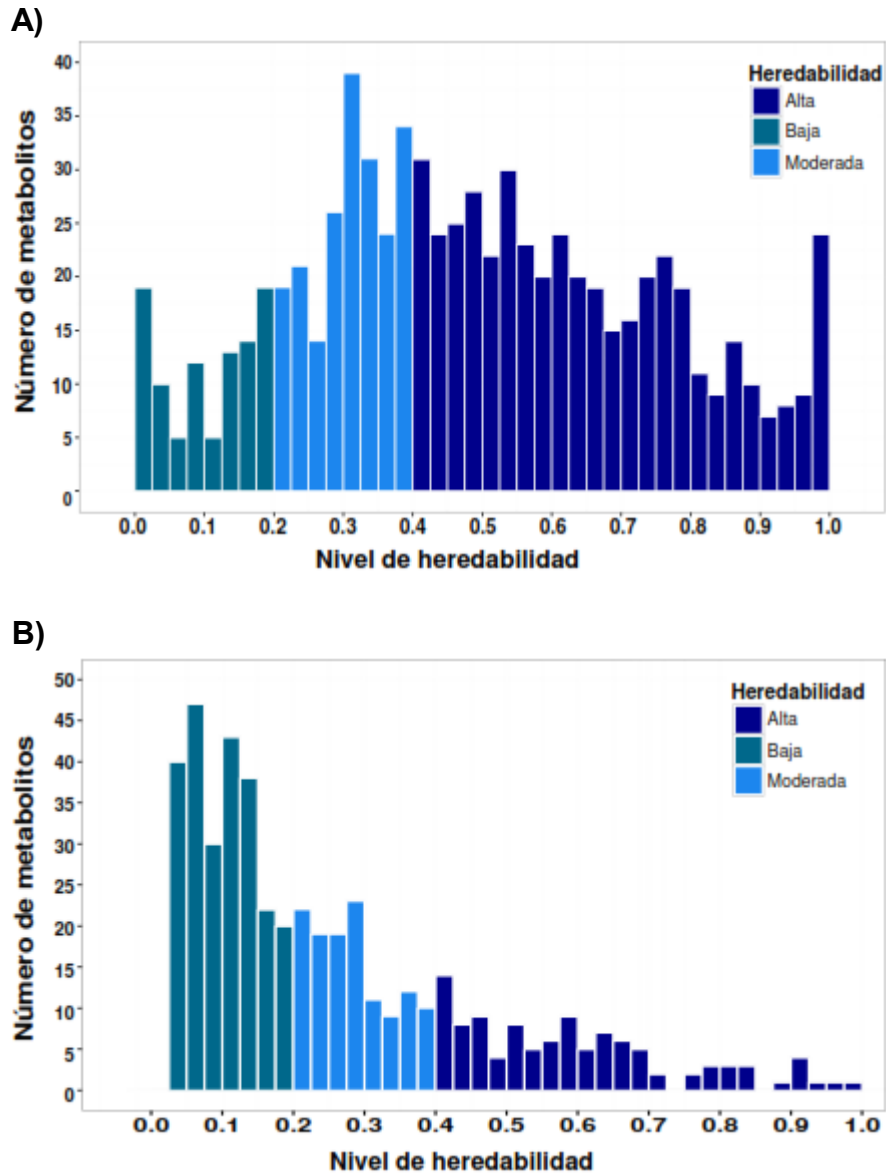 A)
Número de metabolitos
40
35
30
25
20
15
10
5
0
Heredabilidad
Alta
Baja
Moderada
0.0 0.1 0.2 0.3 0.4 0.5 0.6 0.7 0.8 0.9 1.0
Nivel de heredabilidad
B)
Número de metabolitos
50
45
40
35
30
25
20
15
10
5
0
Heredabilidad
Alta
Baja
Moderada
0.0 0.1 0.2 0.3 0.4 0.5 0.6 0.7 0.8 0.9 1.0
Nivel de heredabilidad